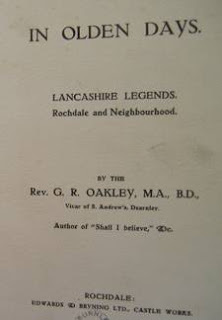 IN OLDEN DAYS.
LANCASHIRE LEGENDS.
Rochdale and Neighbourhood.
BY THE
REV. G. R. OAKLEY, M.A., B.D.,
Vicar of S. Andrew's, Dearnley.
Author of "Shall I believe," &c.
ROCHDALE:
EDWARDS & BRYNING LTD., CASTLE WORKS.